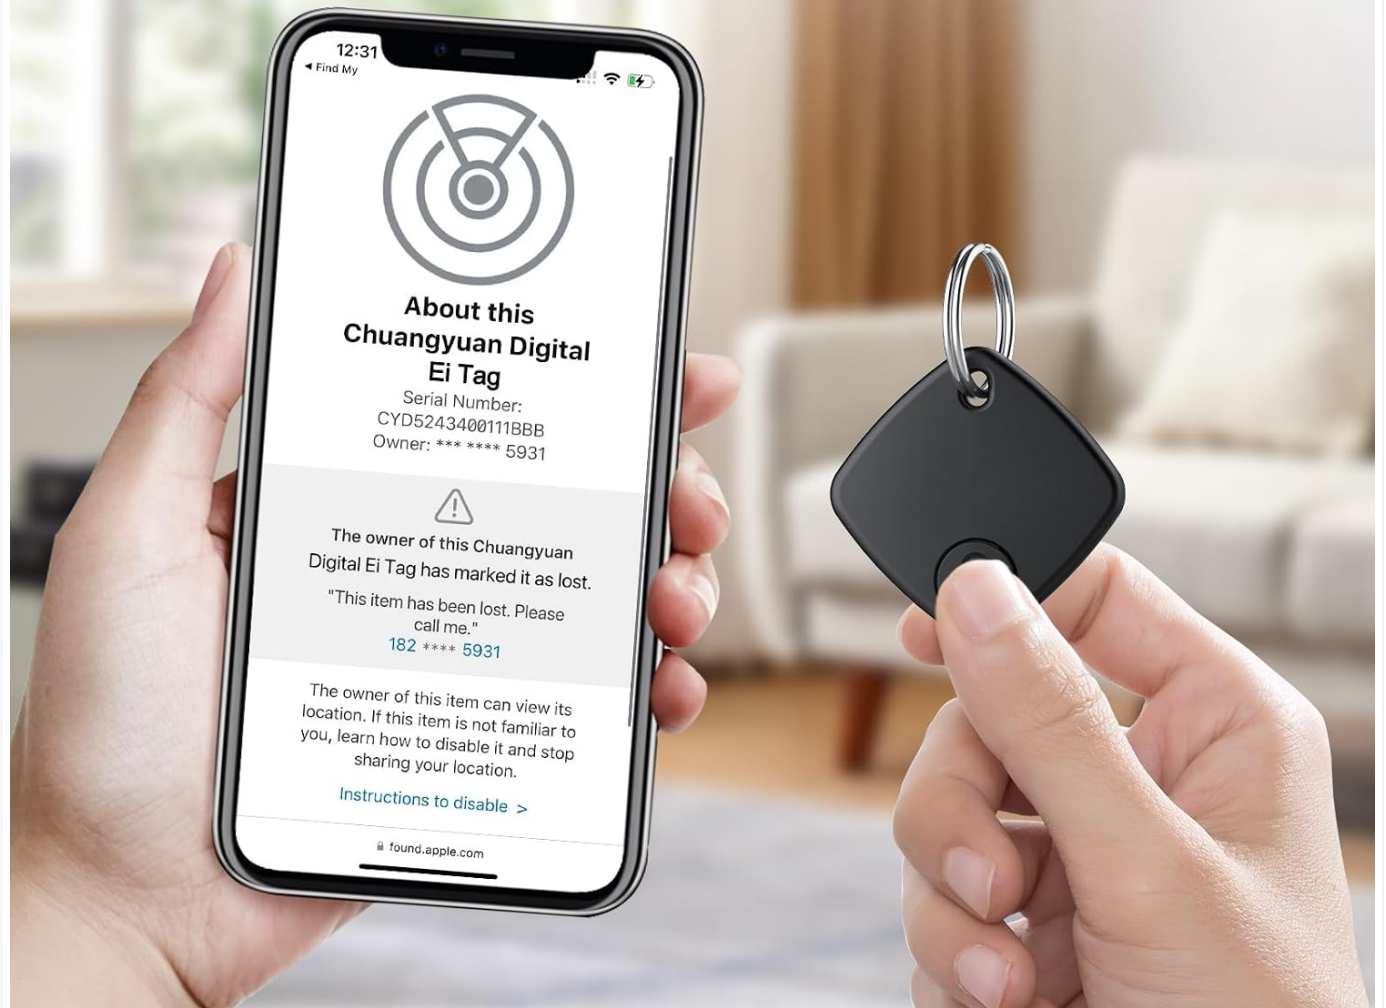 12:31
◀ Find My
About this
Chuangyuan Digital
Ei Tag
Serial Number:
CYD5243400111BBB
Owner: *** **** 5931
The owner of this Chuangyuan
Digital Ei Tag has marked it as lost.
"This item has been lost. Please
call me."
182 **** 5931
The owner of this item can view its
location. If this item is not familiar to
you, learn how to disable it and stop
sharing your location.
Instructions to disable >
found.apple.com